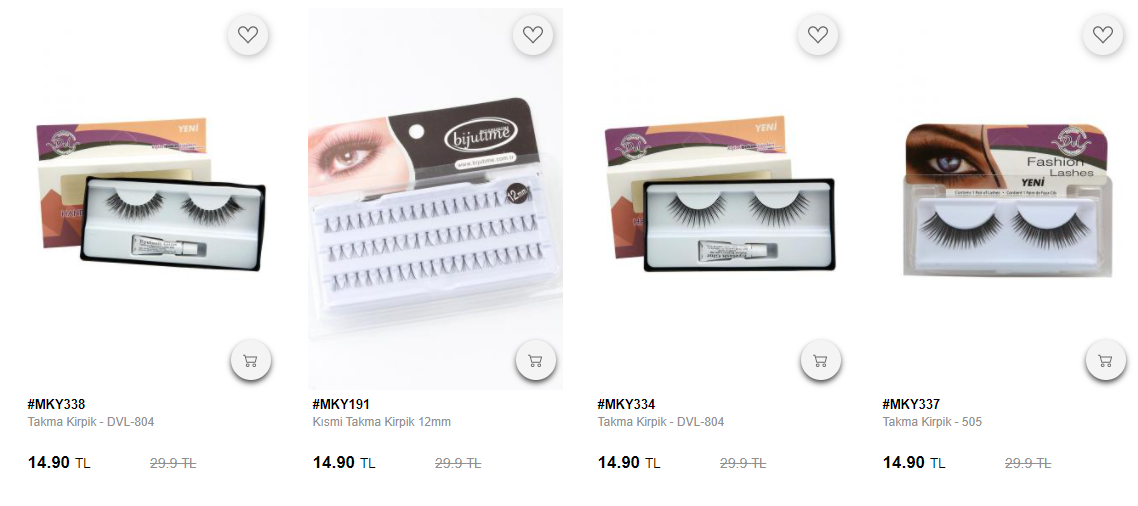 YENİ
bijutime
www.bijutime.com.tr
12 mm
YENİ
Fashion
Lashes
YENİ
#MKY338
Takma Kirpik - DVL-804
14.90 TL
29.9 TL
#MKY191
Kısmi Takma Kirpik 12mm
14.90 TL
29.9 TL
#MKY334
Takma Kirpik - DVL-804
14.90 TL
29.9 TL
#MKY337
Takma Kirpik - 505
14.90 TL
29.9 TL